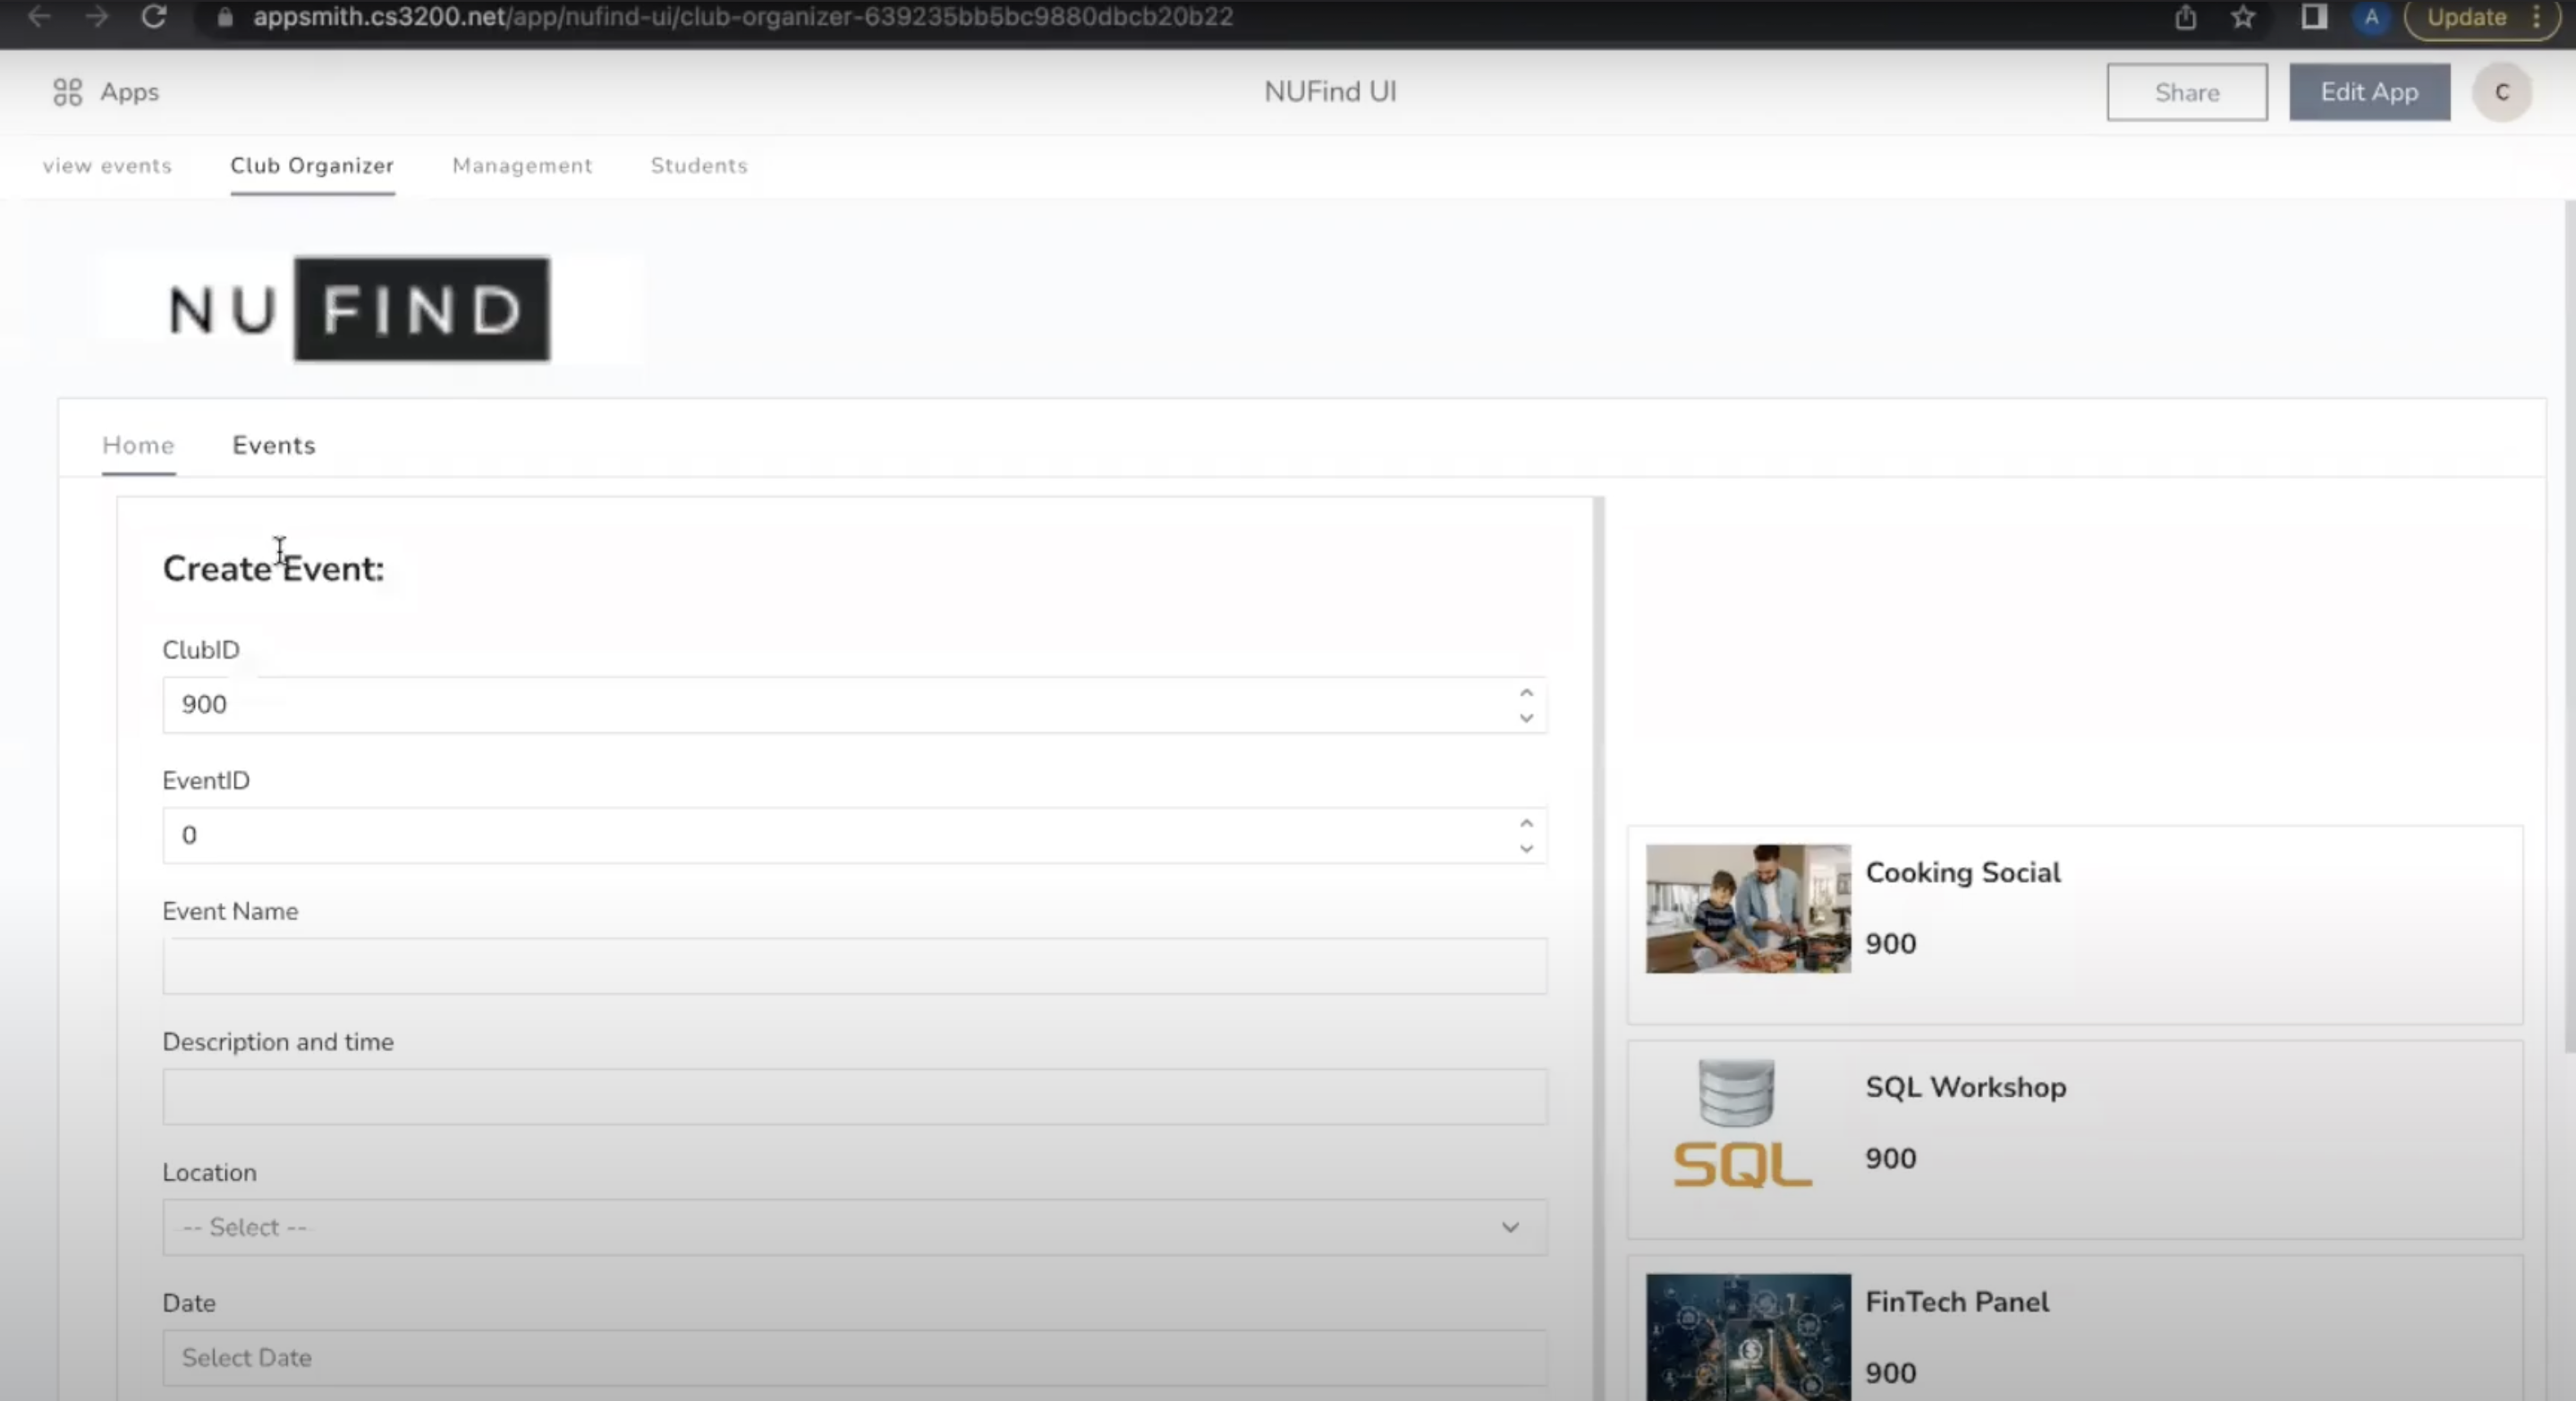 appsmith.cs3200.net/app/nufind-ui/club-organizer-639235bb5bc9880dbcb20b22
A
Update
Apps
NUFind UI
Share
Edit App
C
view events
Club Organizer
Management
Students
NU FIND
Home
Events
Create Event:
ClubID
900
EventID
0
Event Name
Description and time
Location
-- Select --
Date
Select Date
Cooking Social
900
SQL
SQL Workshop
900
FinTech Panel
900